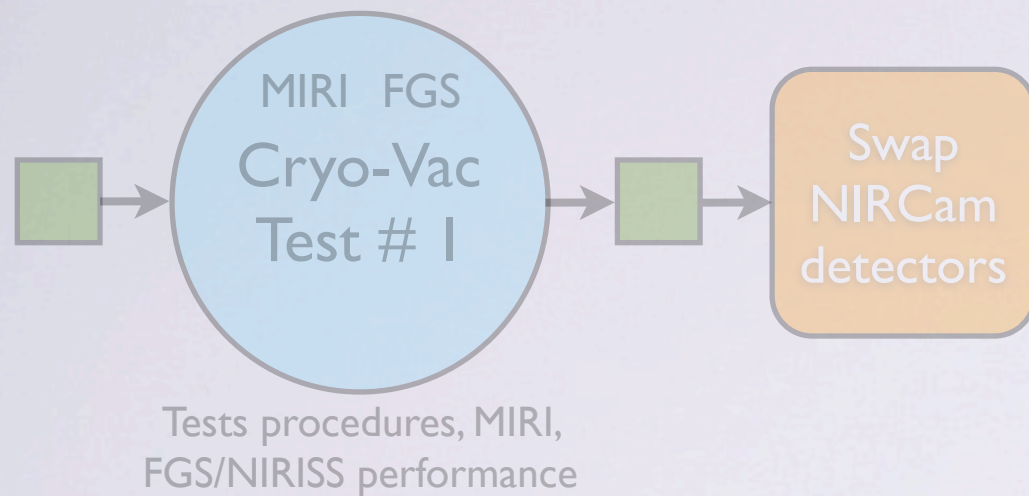 MIRI FGS
Cryo-Vac
Test # 1
Tests procedures, MIRI,
FGS/NIRISS performance
Swap
NIRCam
detectors